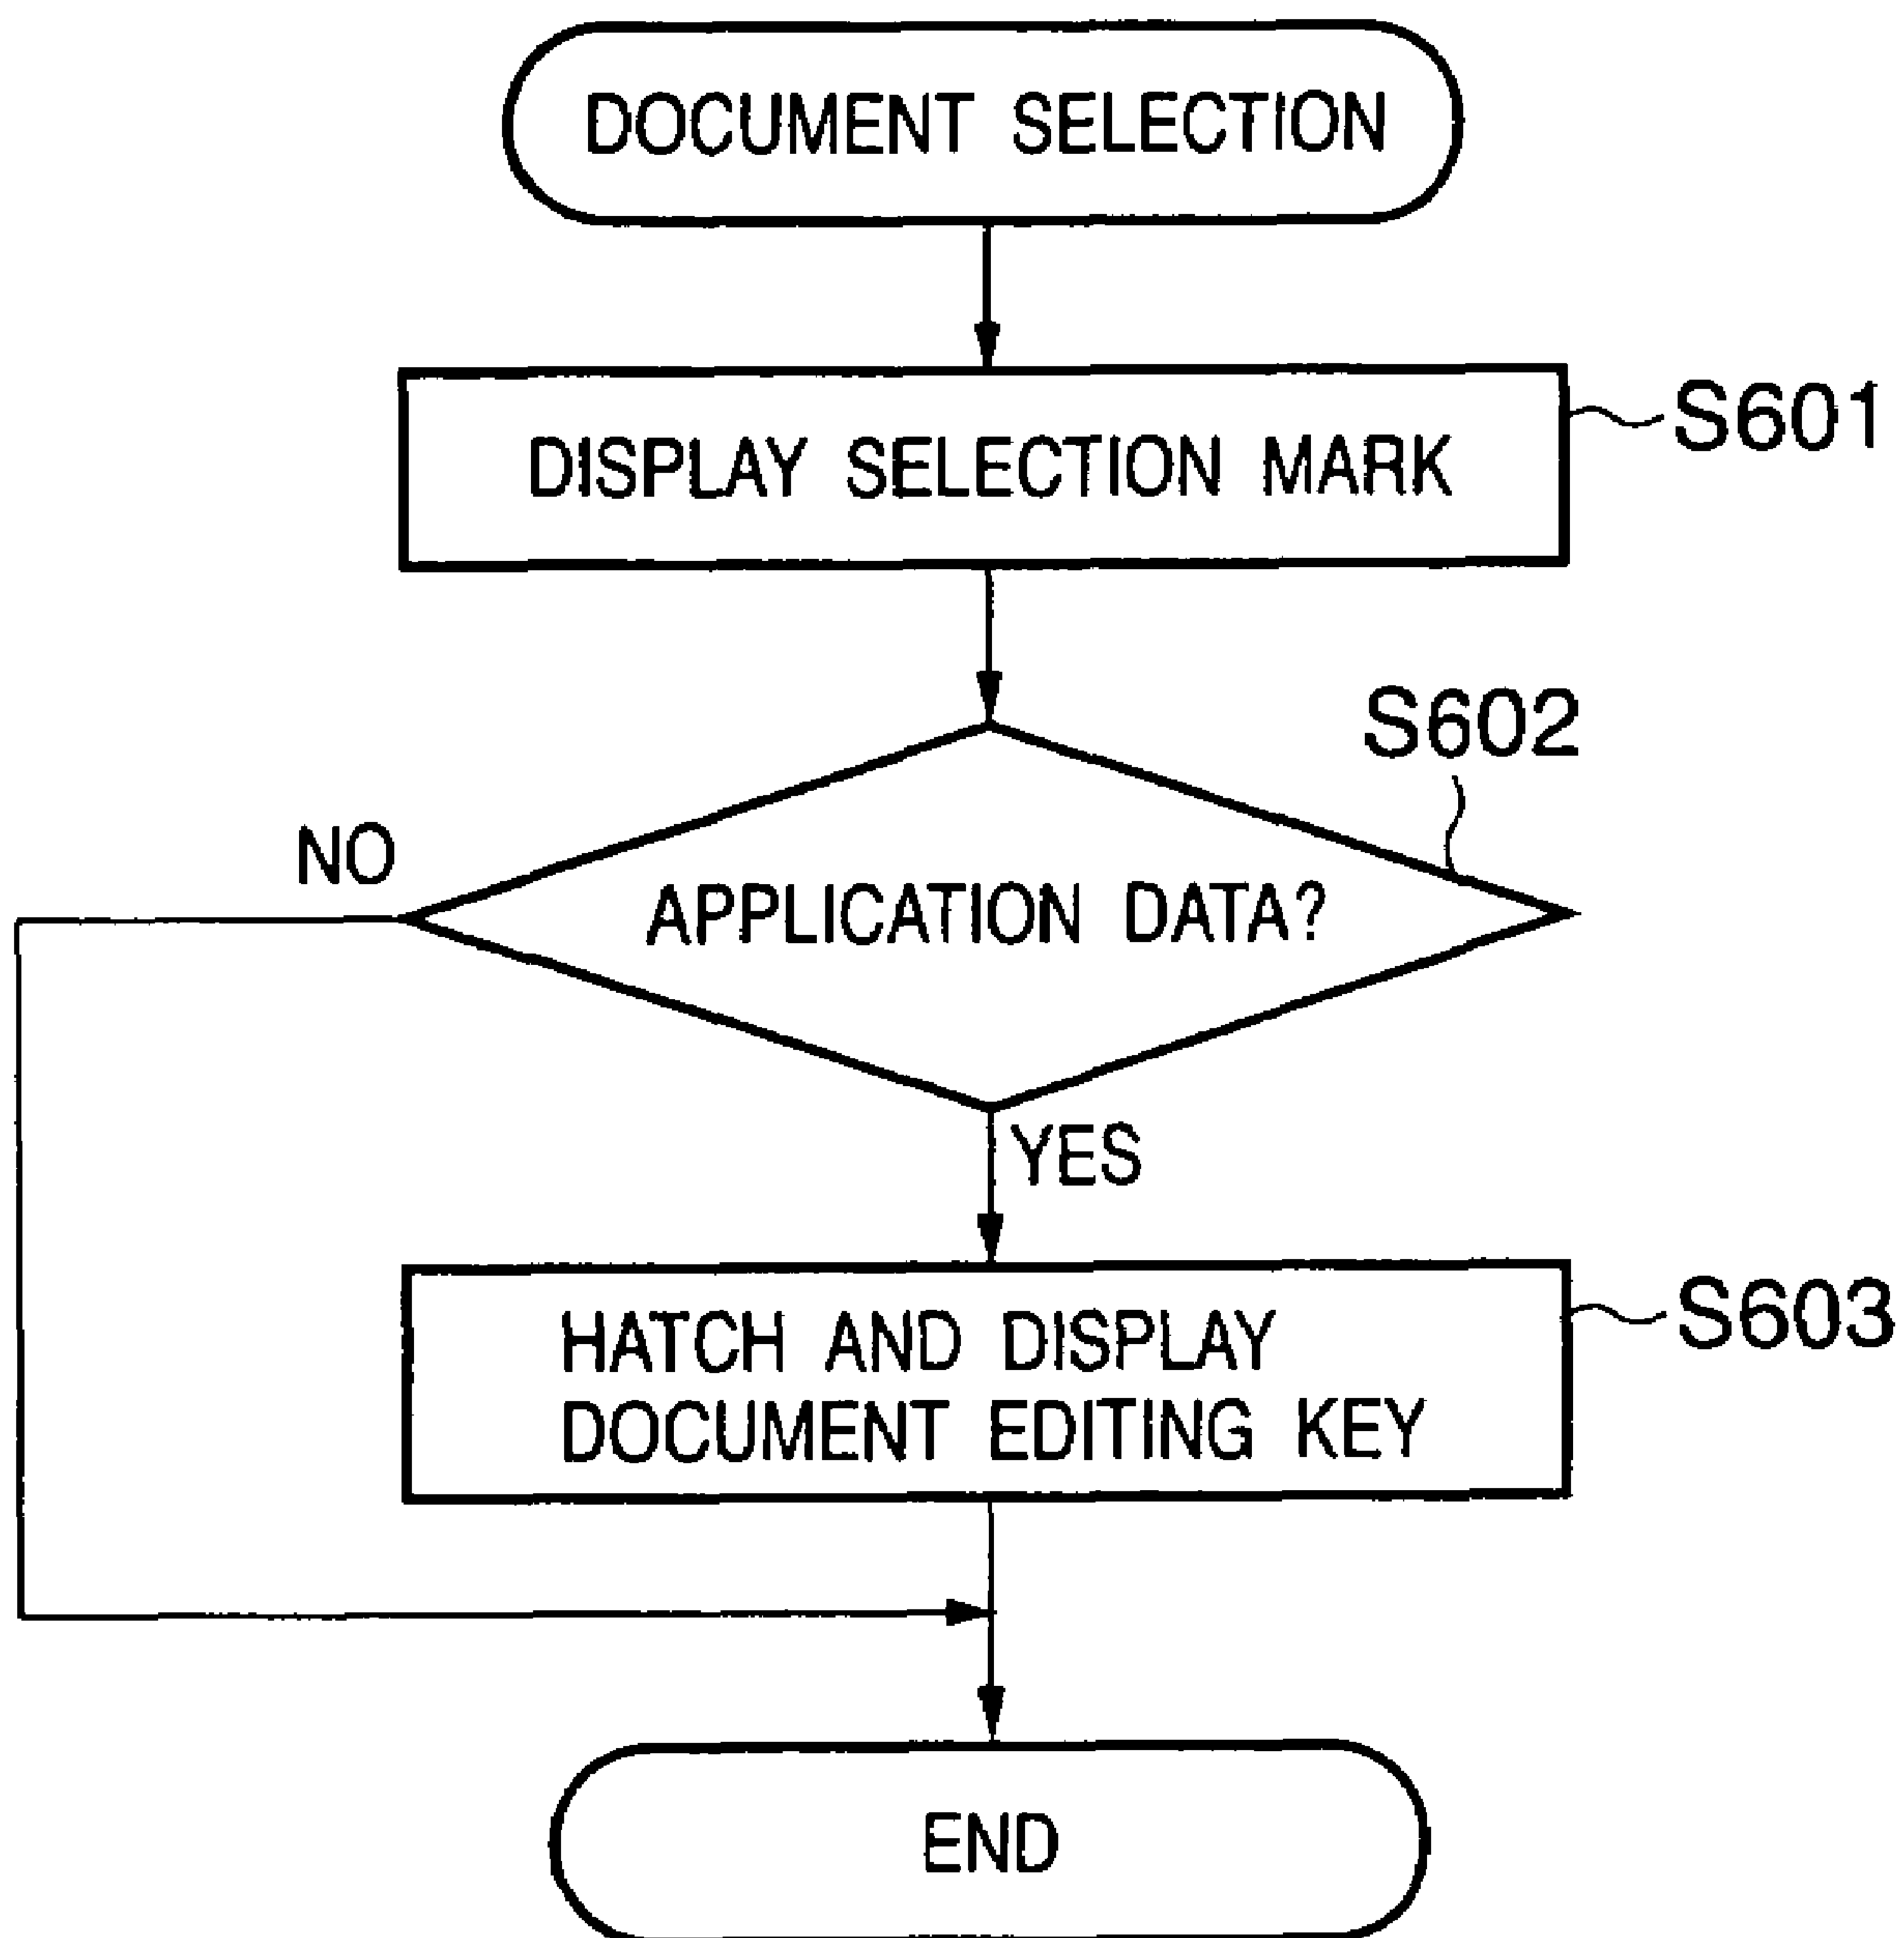 DOCUMENT SELECTION
DISPLAY SELECTION MARK
S601
S602
NO
APPLICATION DATA?
YES
HATCH AND DISPLAY
DOCUMENT EDITING KEY
S603
END